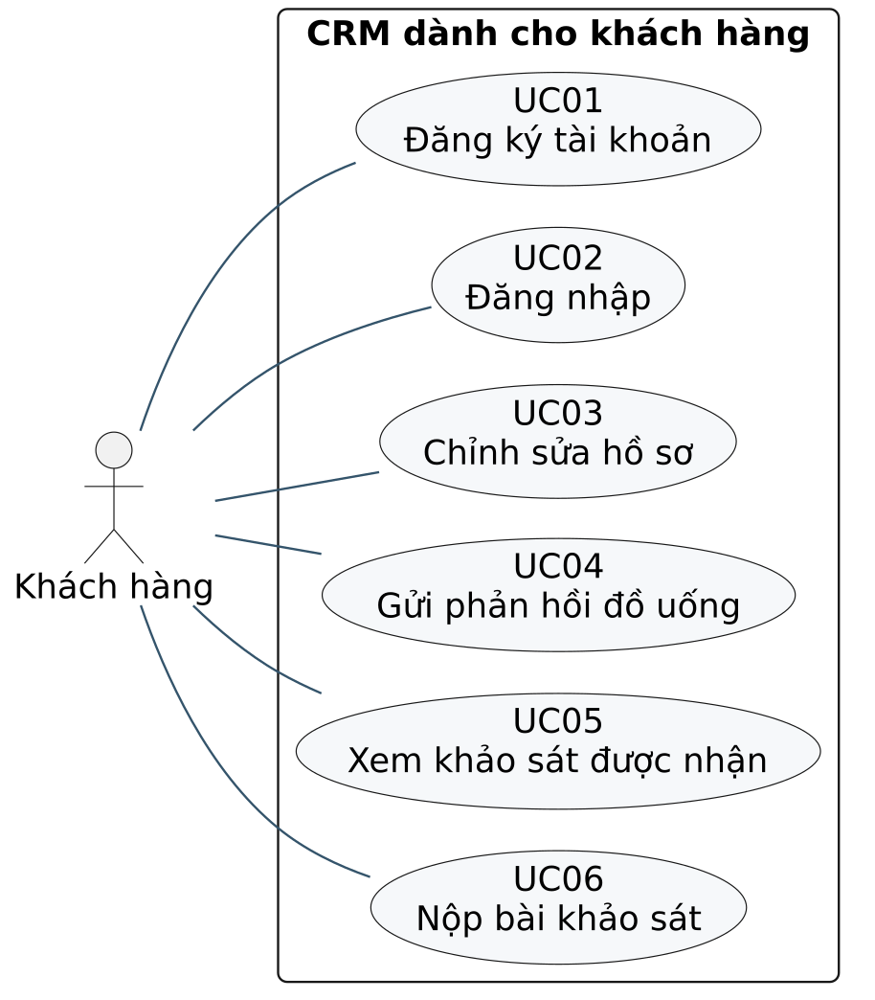 CRM dành cho khách hàng
UC01
Đăng ký tài khoản
UC02
Đăng nhập
UC03
Chỉnh sửa hồ sơ
UC04
Gửi phản hồi đồ uống
Khách hàng
UC05
Xem khảo sát được nhận
UC06
Nộp bài khảo sát